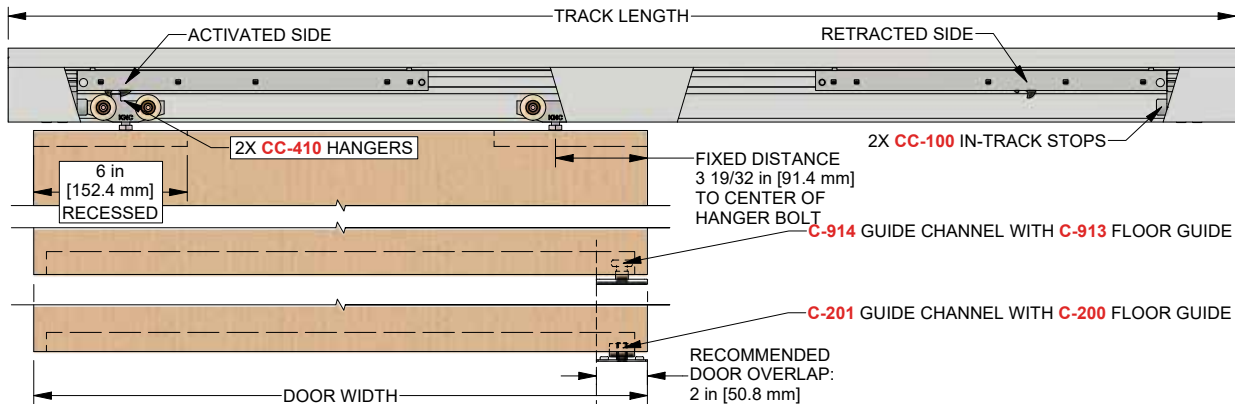 TRACK LENGTH
ACTIVATED SIDE
RETRACTED SIDE
KNC
2X CC-410 HANGERS
2X CC-100 IN-TRACK STOPS
6 in
[152.4 mm]
RECESSED
FIXED DISTANCE
3 19/32 in [91.4 mm]
TO CENTER OF
HANGER BOLT
C-914 GUIDE CHANNEL WITH C-913 FLOOR GUIDE
C-201 GUIDE CHANNEL WITH C-200 FLOOR GUIDE
RECOMMENDED
DOOR OVERLAP:
2 in [50.8 mm]
DOOR WIDTH